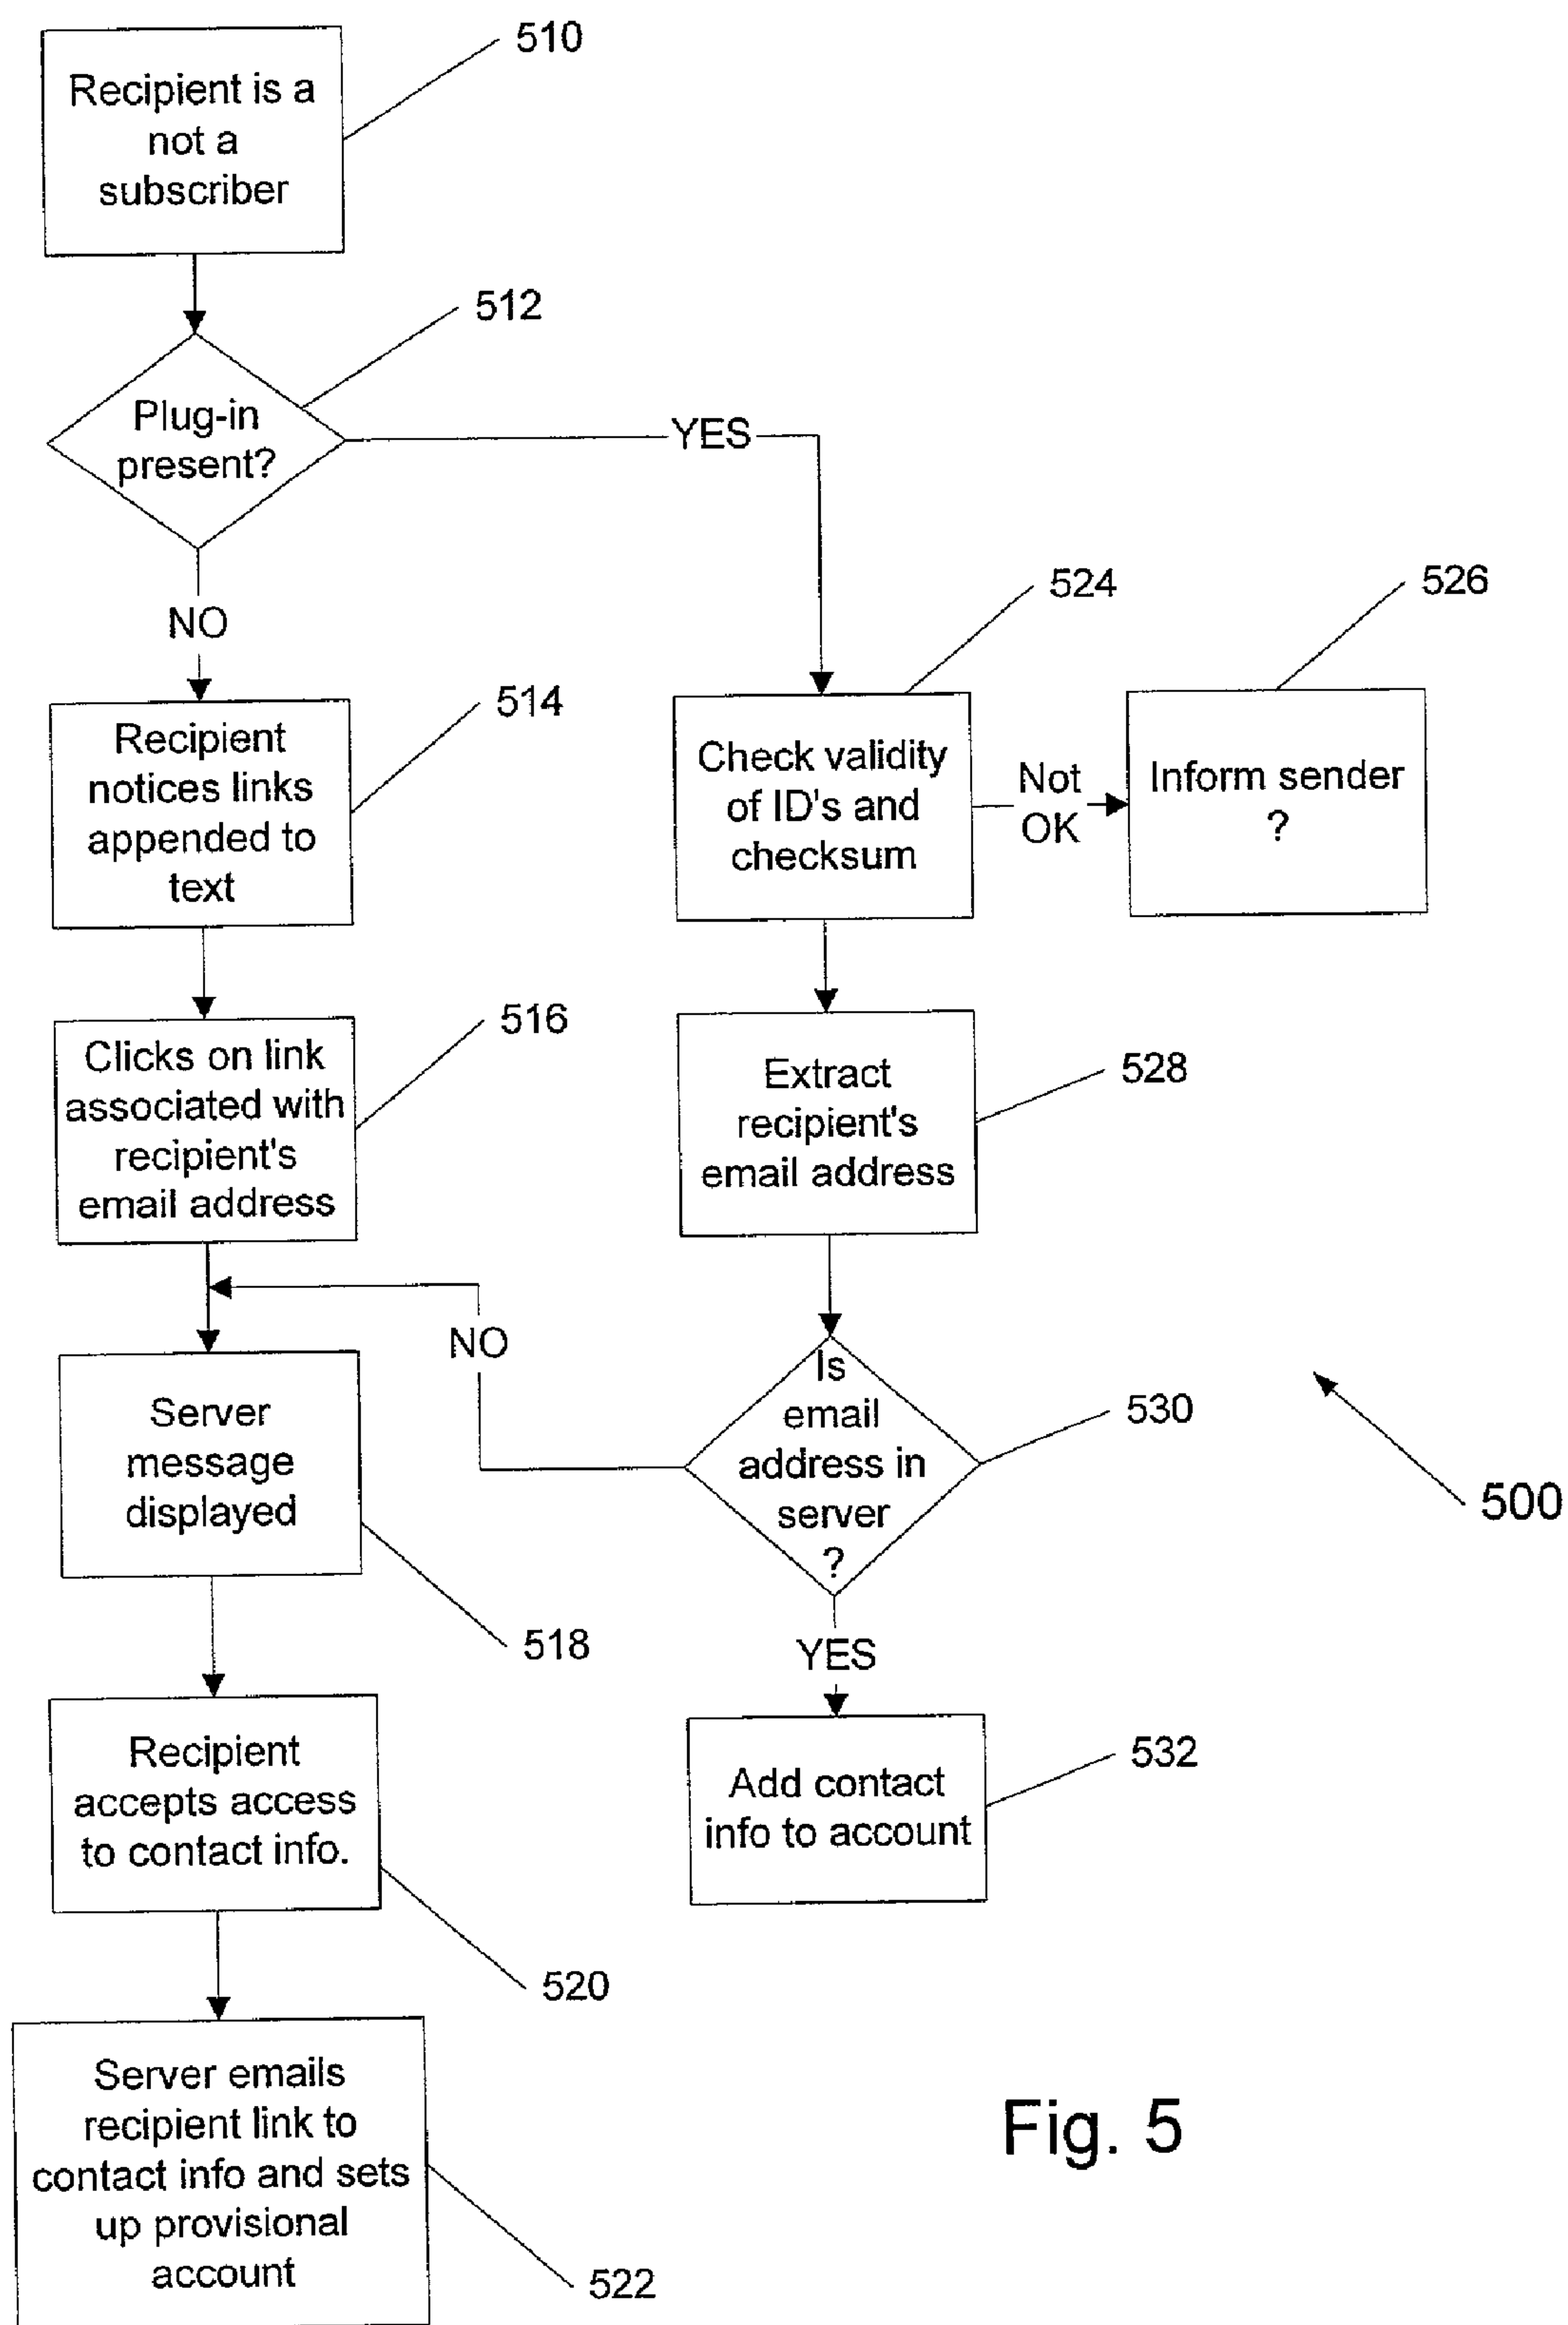 510
Recipient is a
not a
subscriber
512
Plug-in
present?
YES
NO
524
526
514
Recipient
notices links
appended to
text
Check validity
of ID's and
checksum
Not
OK
Inform sender
?
516
Clicks on link
associated with
recipient's
email address
528
Extract
recipient's
email address
NO
530
Is
email
address in
server
?
500
Server
message
displayed
518
YES
Recipient
accepts access
to contact info.
520
532
Add contact
info to account
Server emails
recipient link to
contact info and sets
up provisional
account
522
Fig. 5